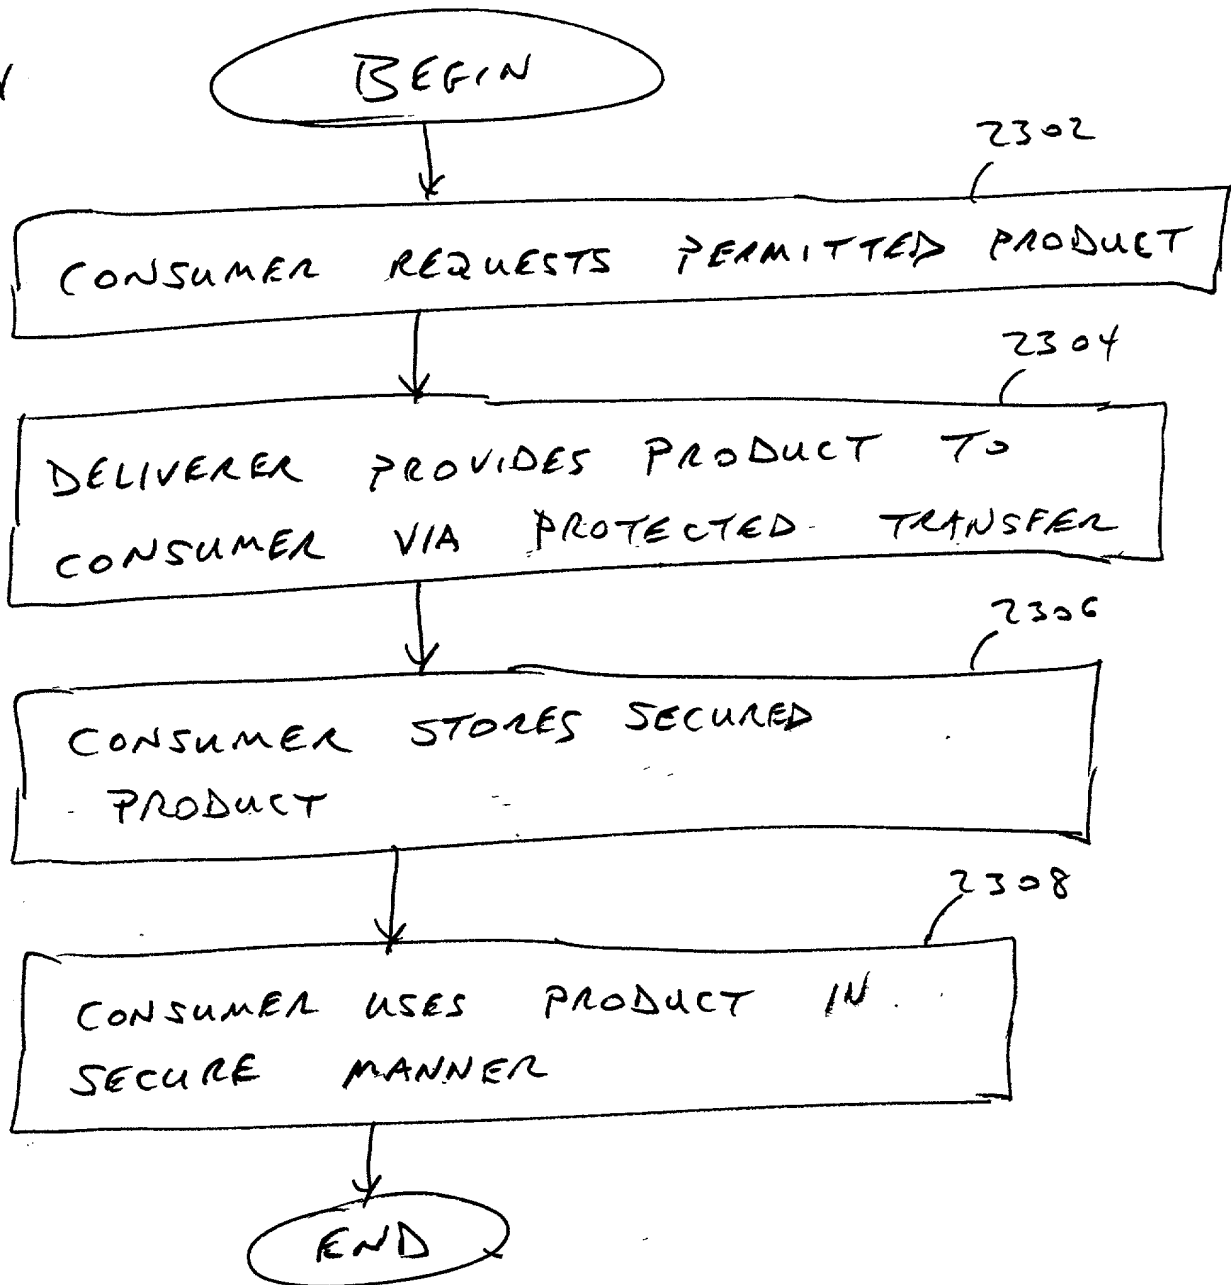 BEGIN
2302
CONSUMER REQUESTS PERMITTED PRODUCT
2304
DELIVERER PROVIDES PRODUCT TO
CONSUMER VIA PROTECTED TRANSFER
2306
CONSUMER STORES SECURED
PRODUCT
2308
CONSUMER USES PRODUCT IN
SECURE MANNER
END